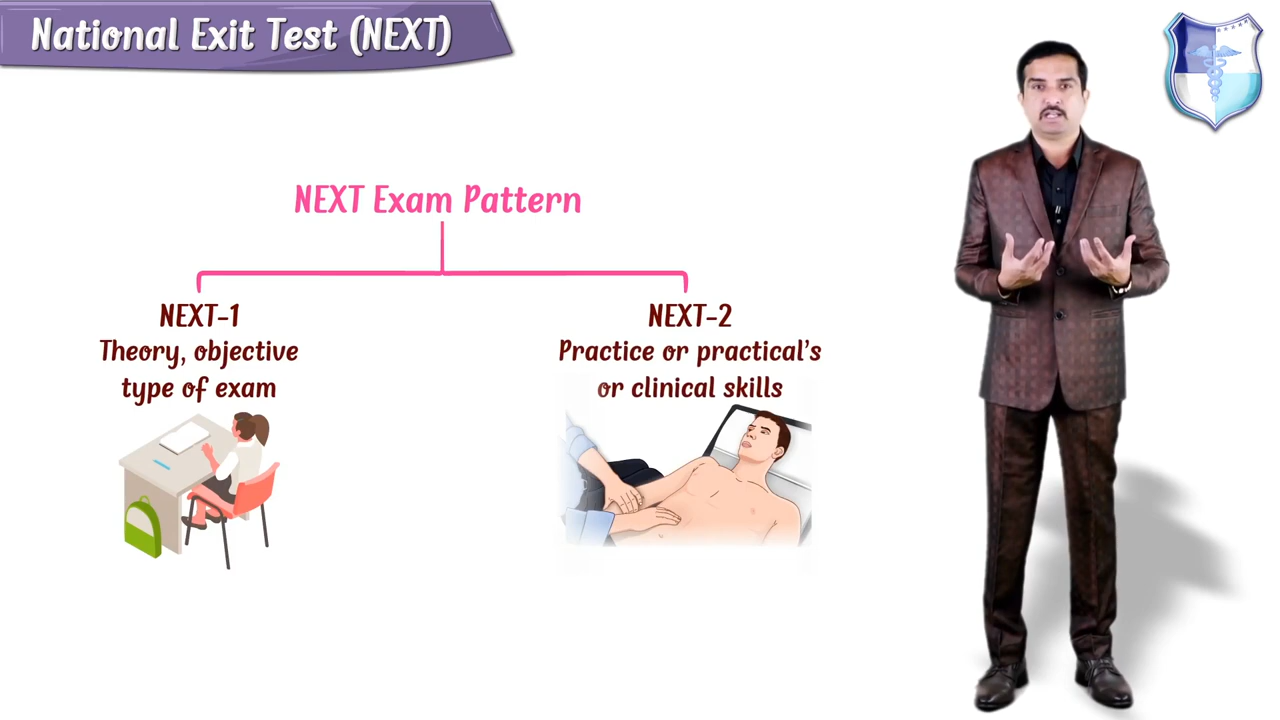 National Exit Test (NEXT)
NEXT Exam Pattern
NEXT-1
Theory, objective
type of exam
NEXT-2
Practice or practical's
or clinical skills